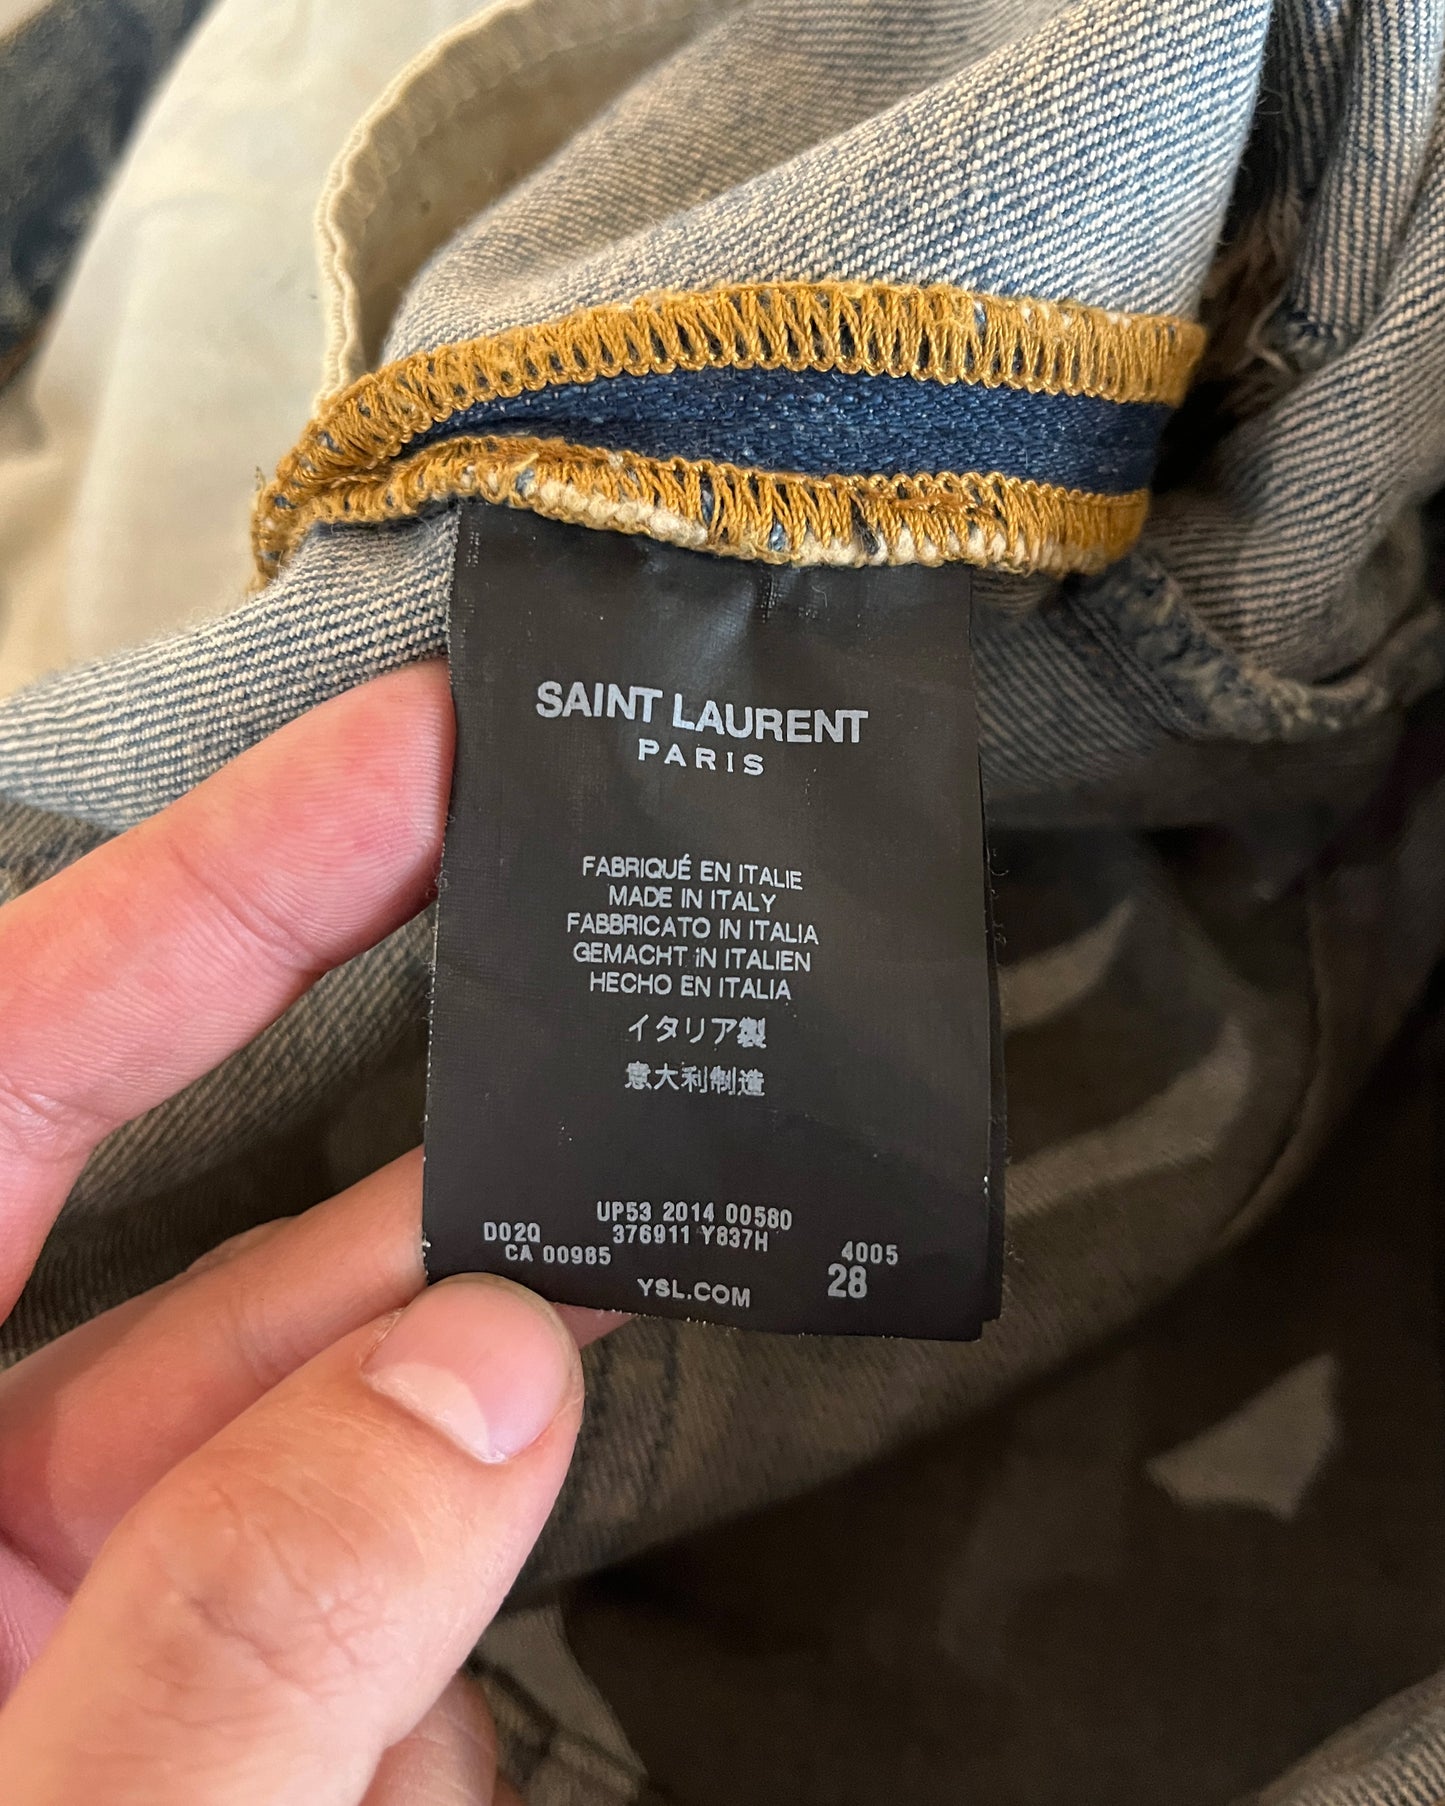 SAINT LAURENT
PARIS
FABRIQUÉ EN ITALIE
MADE IN ITALY
FABBRICATO IN ITALIA
GEMACHT iN ITALIEN
HECHO EN ITALIA
イタリア製
意大利制造
UP53 2014 00580
D02Q 376911 Y837H 4005
CA 00985 28
YSL.COM